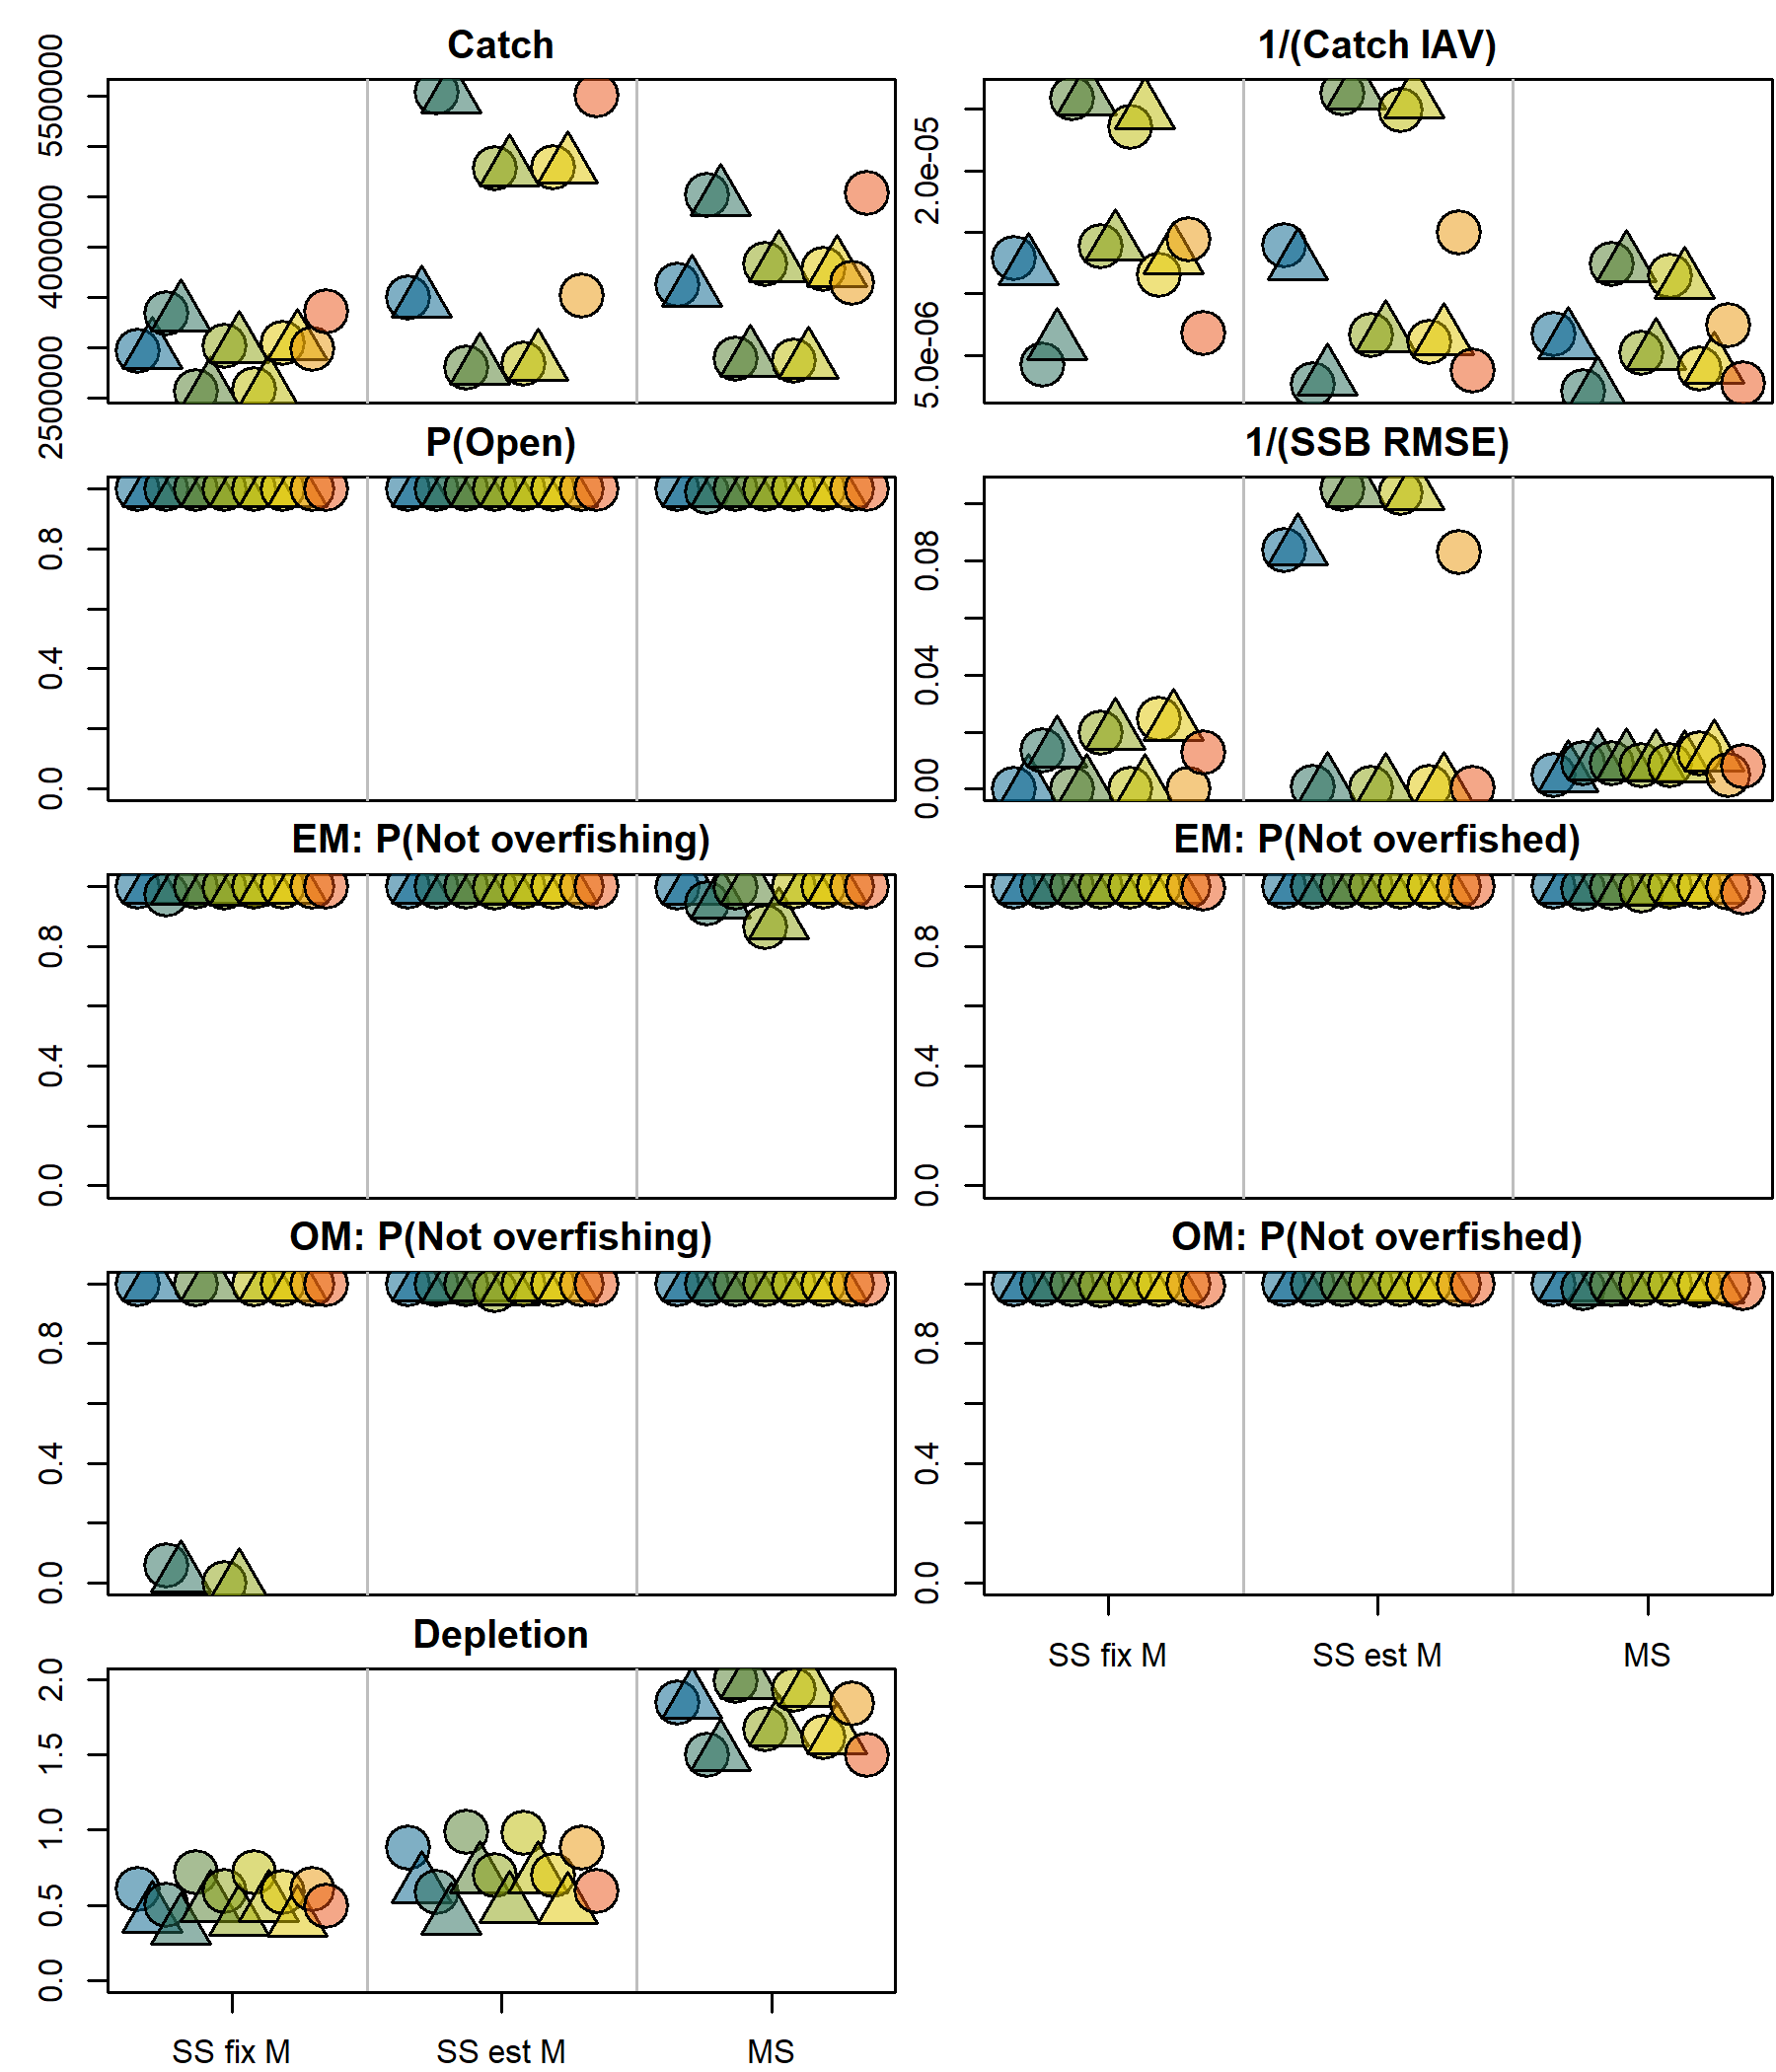 Catch
1/(Catch IAV)
2500000 4000000 5500000
5.0e-06 2.0e-05
P(Open)
1/(SSB RMSE)
0.0 0.4 0.8
0.00 0.04 0.08
EM: P(Not overfishing)
EM: P(Not overfished)
0.0 0.4 0.8
0.0 0.4 0.8
OM: P(Not overfishing)
OM: P(Not overfished)
0.0 0.4 0.8
0.0 0.4 0.8
SS fix M SS est M MS
Depletion
0.0 0.5 1.0 1.5 2.0
SS fix M SS est M MS